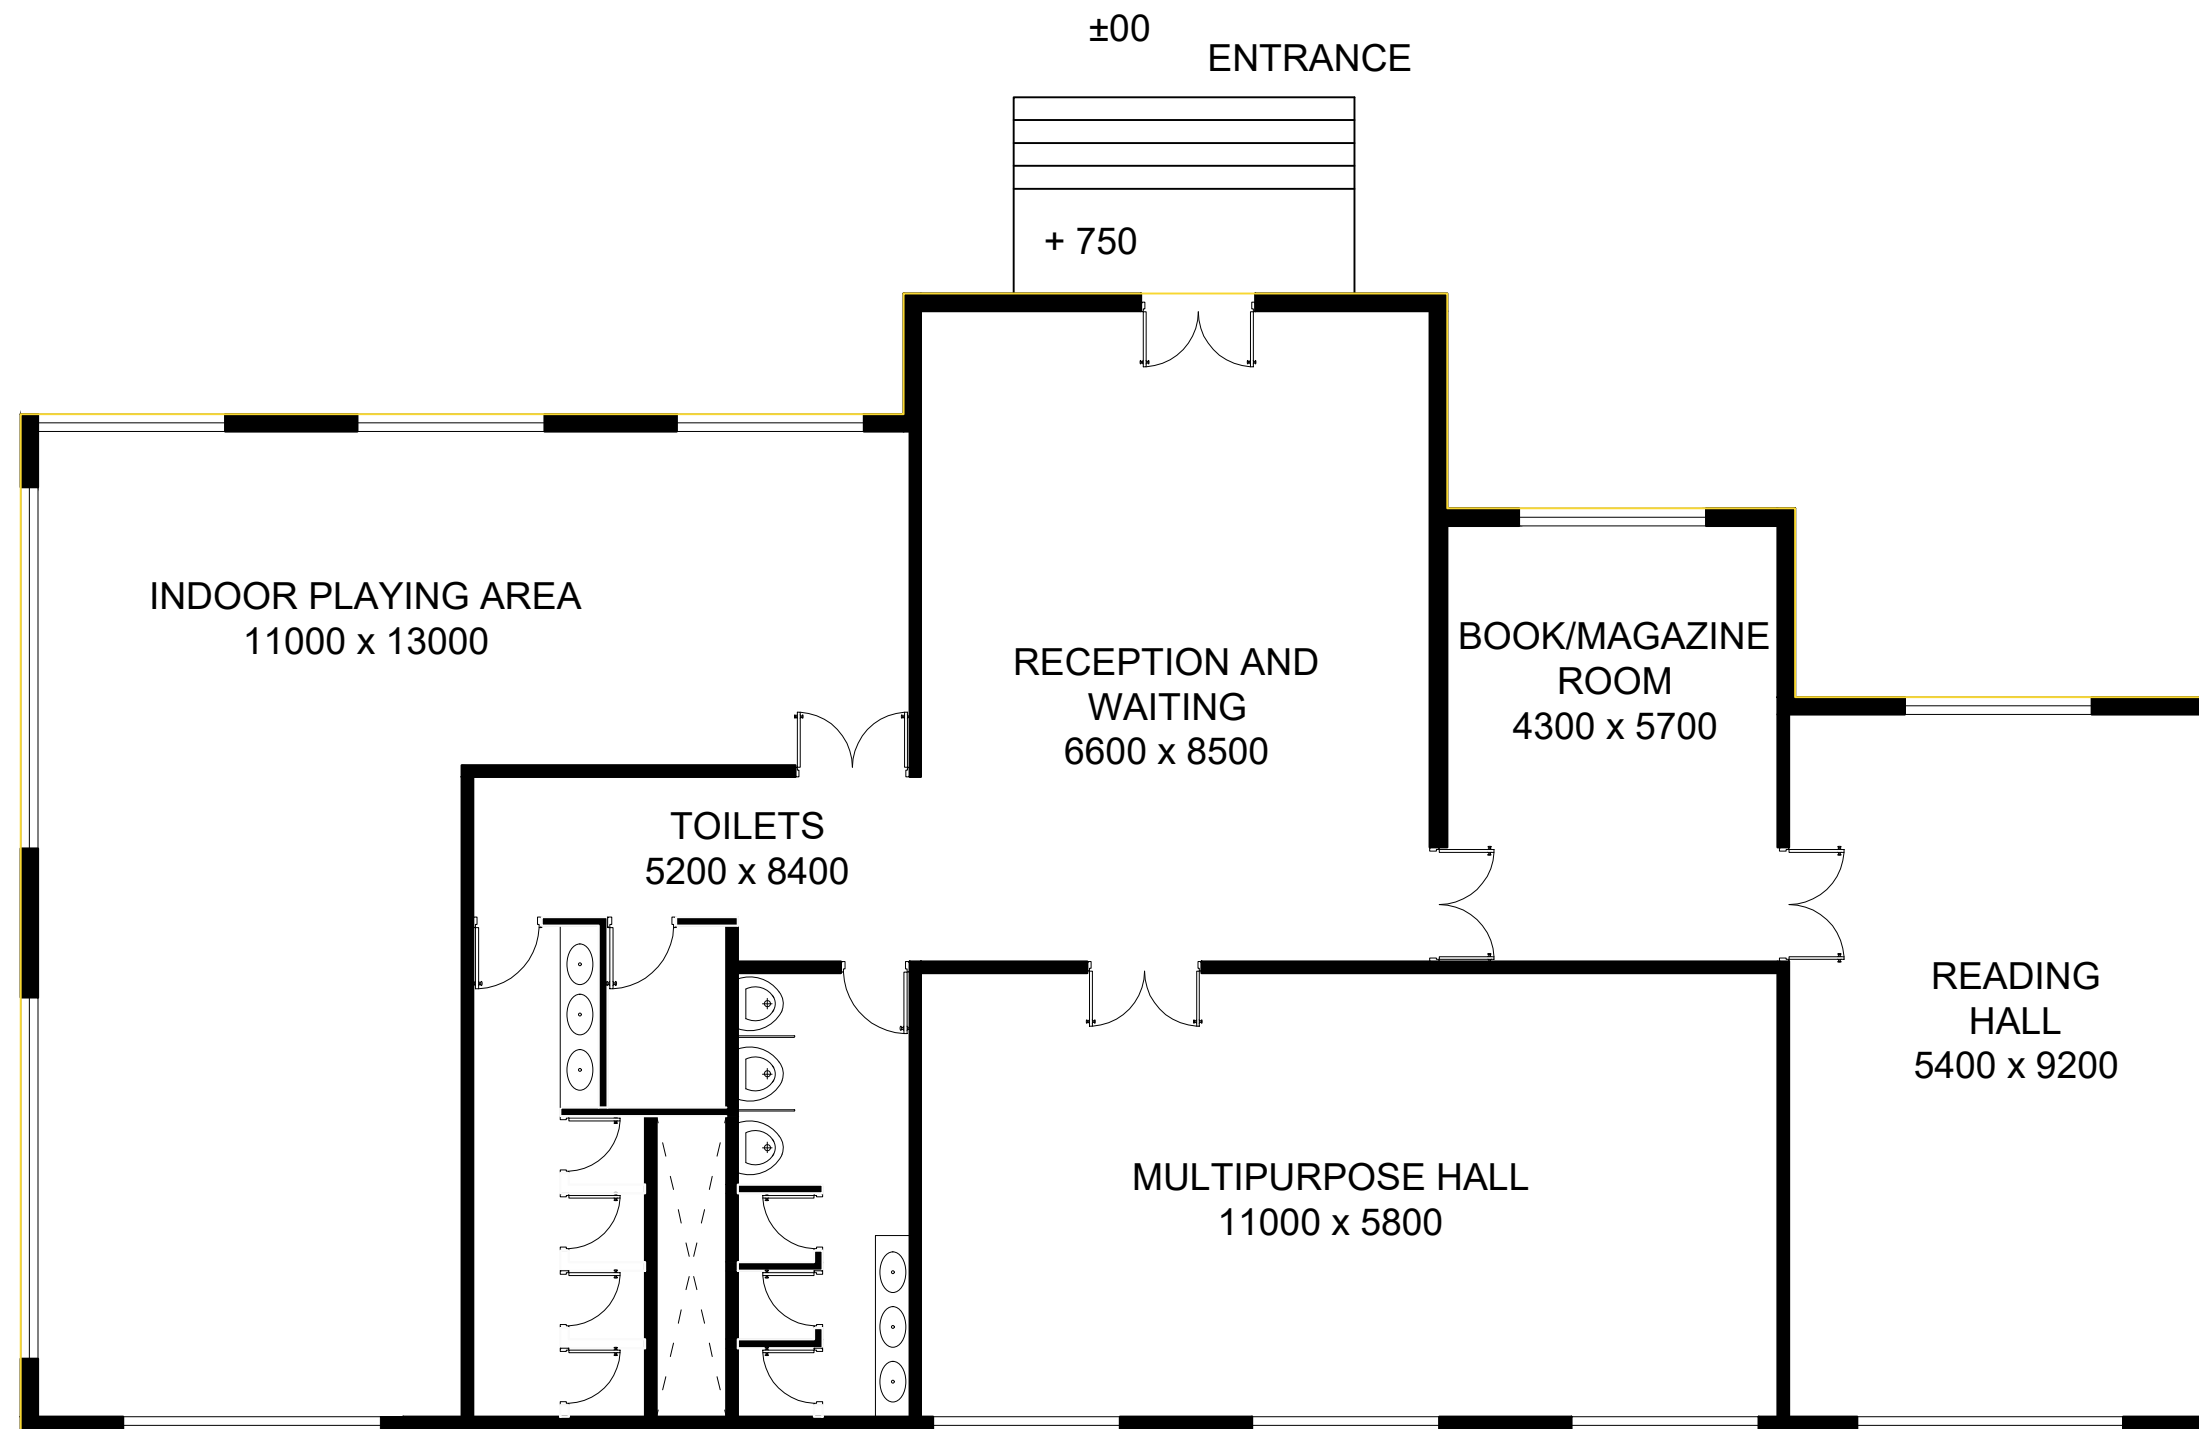 ±00
ENTRANCE
+ 750
INDOOR PLAYING AREA
11000 x 13000
RECEPTION AND
WAITING
6600 x 8500
BOOK/MAGAZINE
ROOM
4300 x 5700
TOILETS
5200 x 8400
READING
HALL
5400 x 9200
MULTIPURPOSE HALL
11000 x 5800